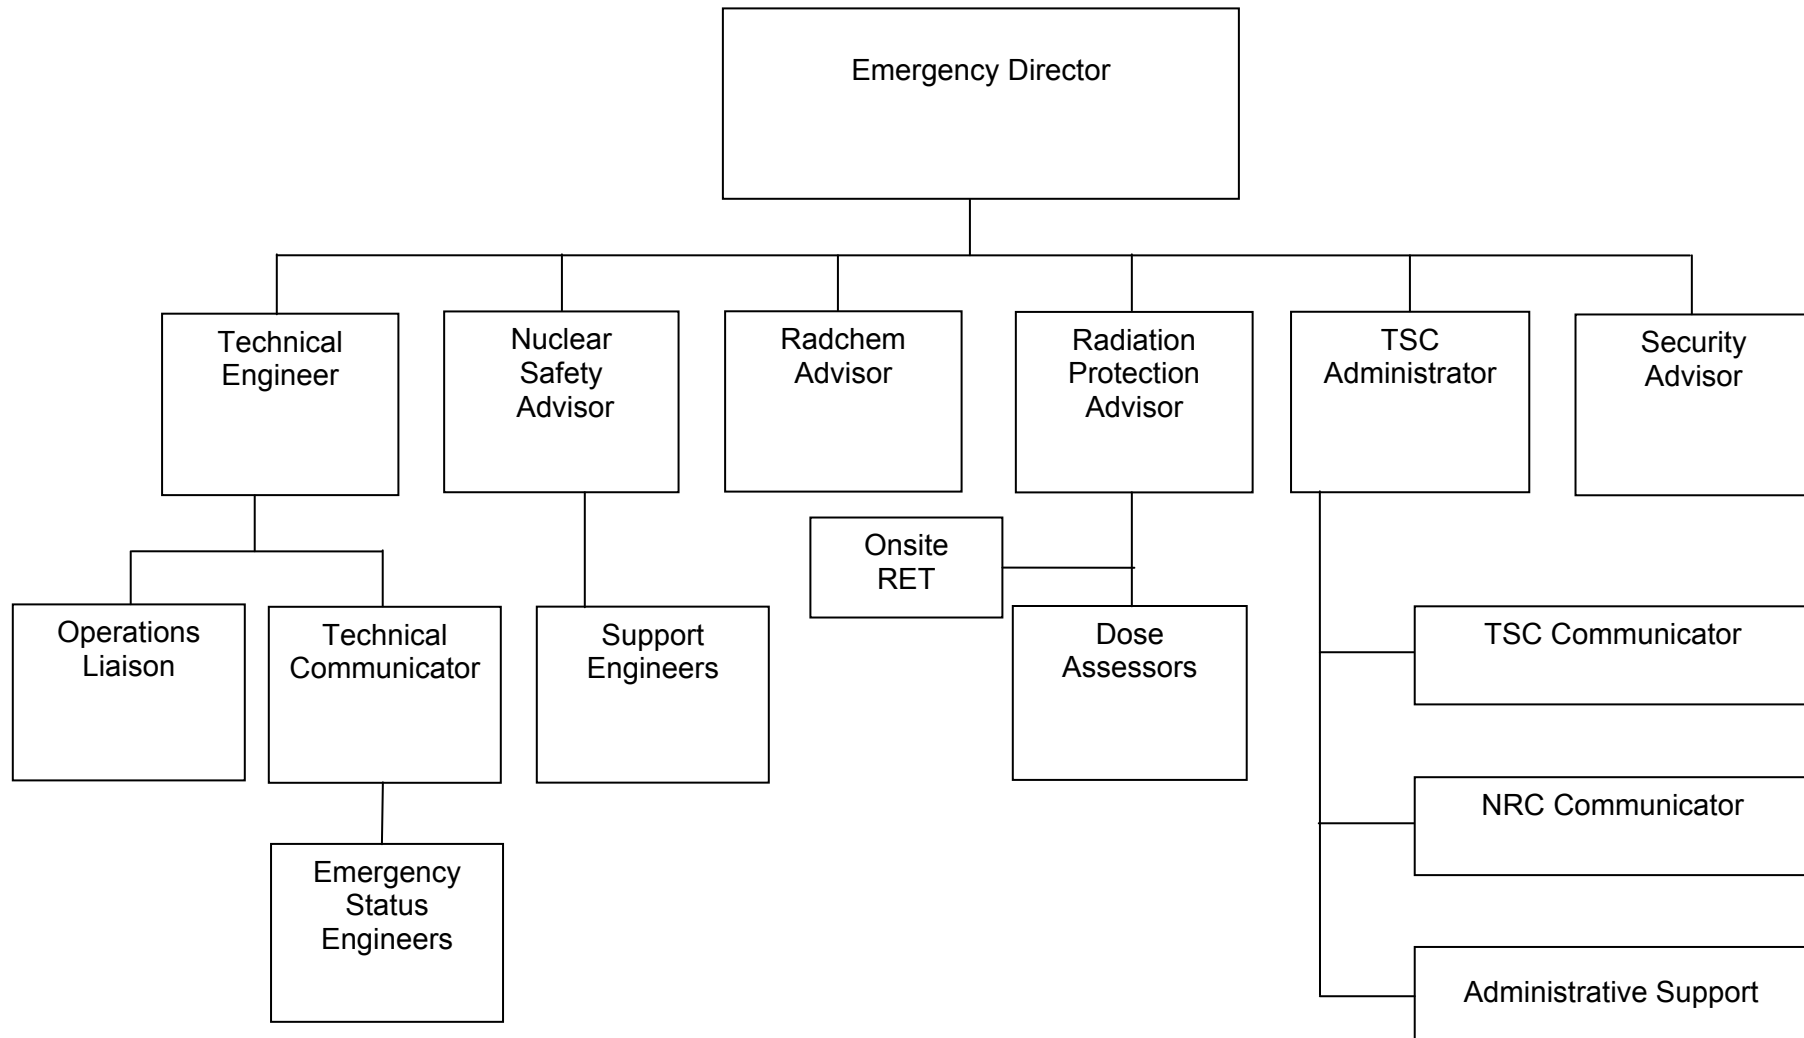 Emergency Director
Technical
Engineer
Nuclear
Safety
Advisor
Radchem
Advisor
Radiation
Protection
Advisor
TSC
Administrator
Security
Advisor
Onsite
RET
Operations
Liaison
Technical
Communicator
Support
Engineers
Dose
Assessors
TSC Communicator
NRC Communicator
Emergency
Status
Engineers
Administrative Support